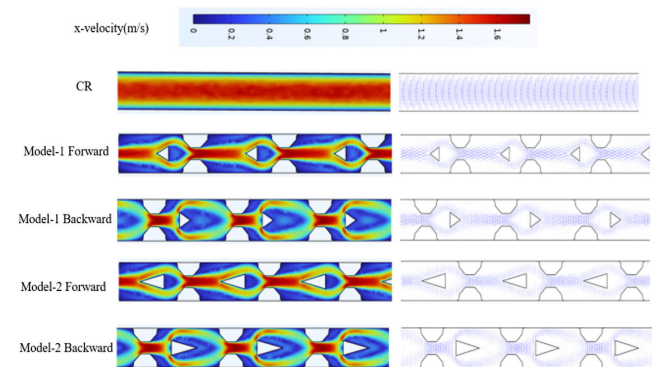 x-velocity(m/s)
0 0.2 0.4 0.6 0.8 1 1.2 1.4 1.6
CR
Model-1 Forward
Model-1 Backward
Model-2 Forward
Model-2 Backward